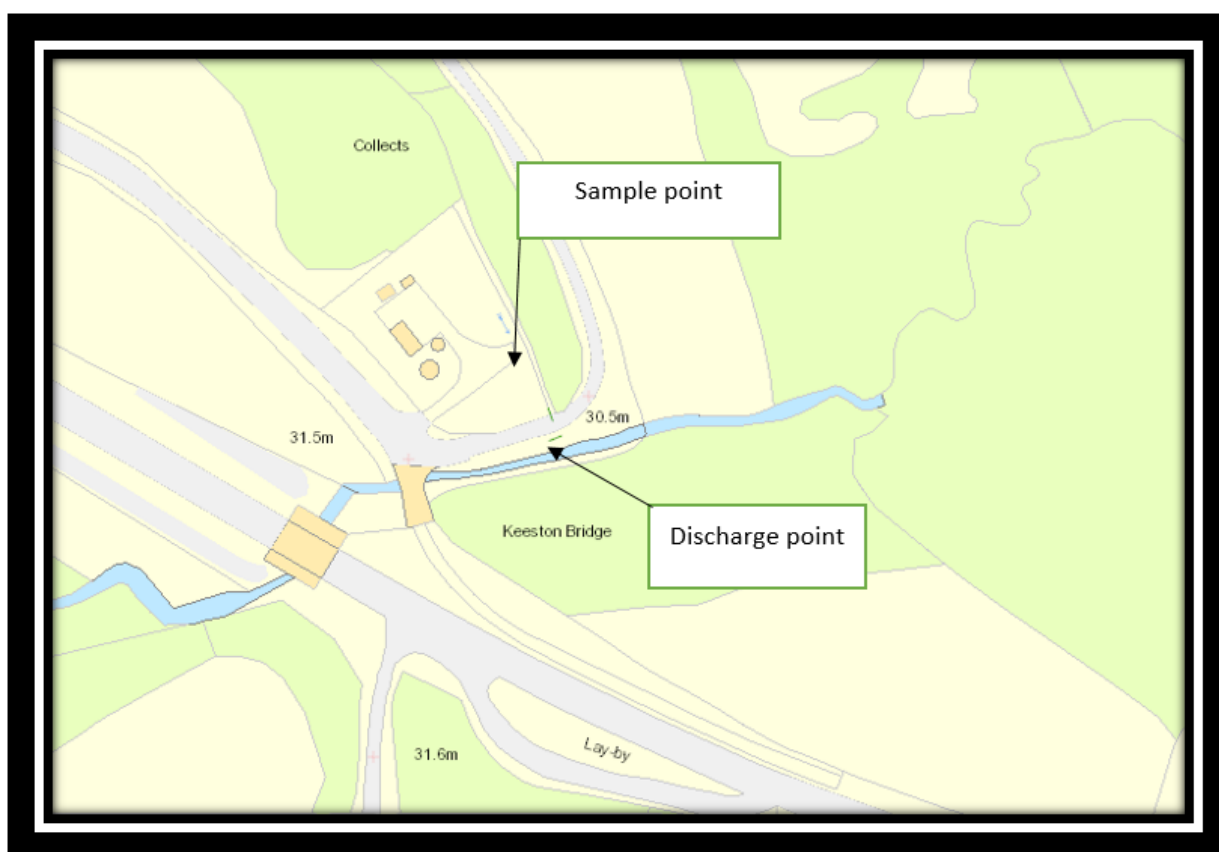 Collects
Sample point
30.5m
31.5m
Keeston Bridge
Discharge point
31.6m
Lay-by